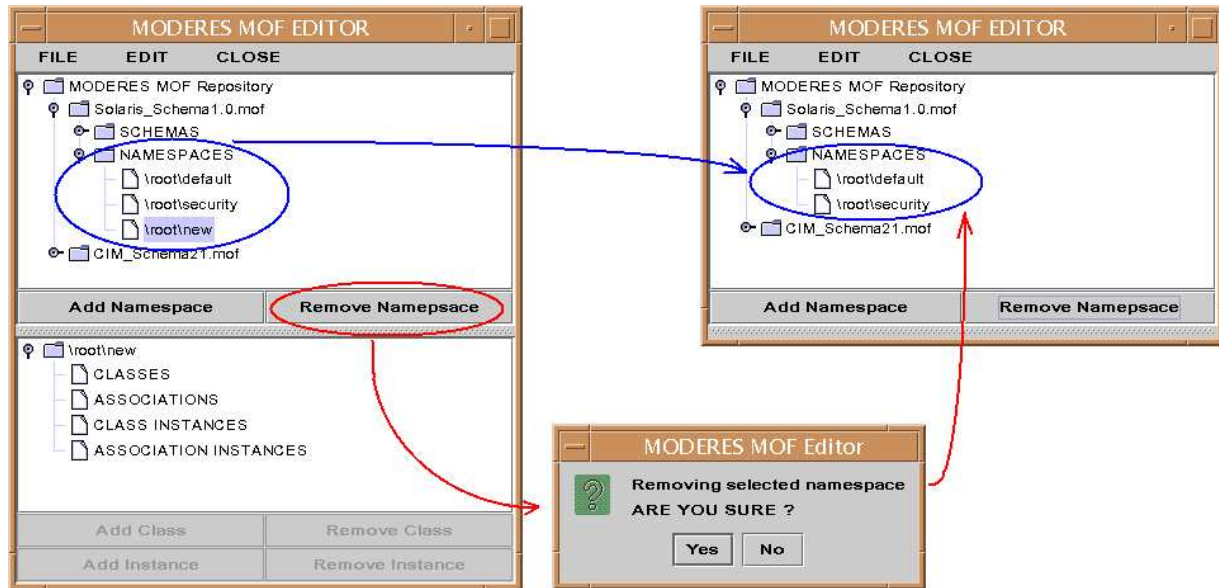 MODERES MOF EDITOR
FILE EDIT CLOSE
MODERES MOF Repository
Solaris_Schema1.0.mof
SCHEMAS
NAMESPACES
\root\default
\root\security
\root\new
CIM_Schema21.mof
Add Namespace Remove Namepsace
\root\new
CLASSES
ASSOCIATIONS
CLASS INSTANCES
ASSOCIATION INSTANCES
Add Class Remove Class
Add Instance Remove Instance
MODERES MOF EDITOR
FILE EDIT CLOSE
MODERES MOF Repository
Solaris_Schema1.0.mof
SCHEMAS
NAMESPACES
\root\default
\root\security
CIM_Schema21.mof
Add Namespace Remove Namepsace
MODERES MOF Editor
Removing selected namespace
ARE YOU SURE ?
Yes No